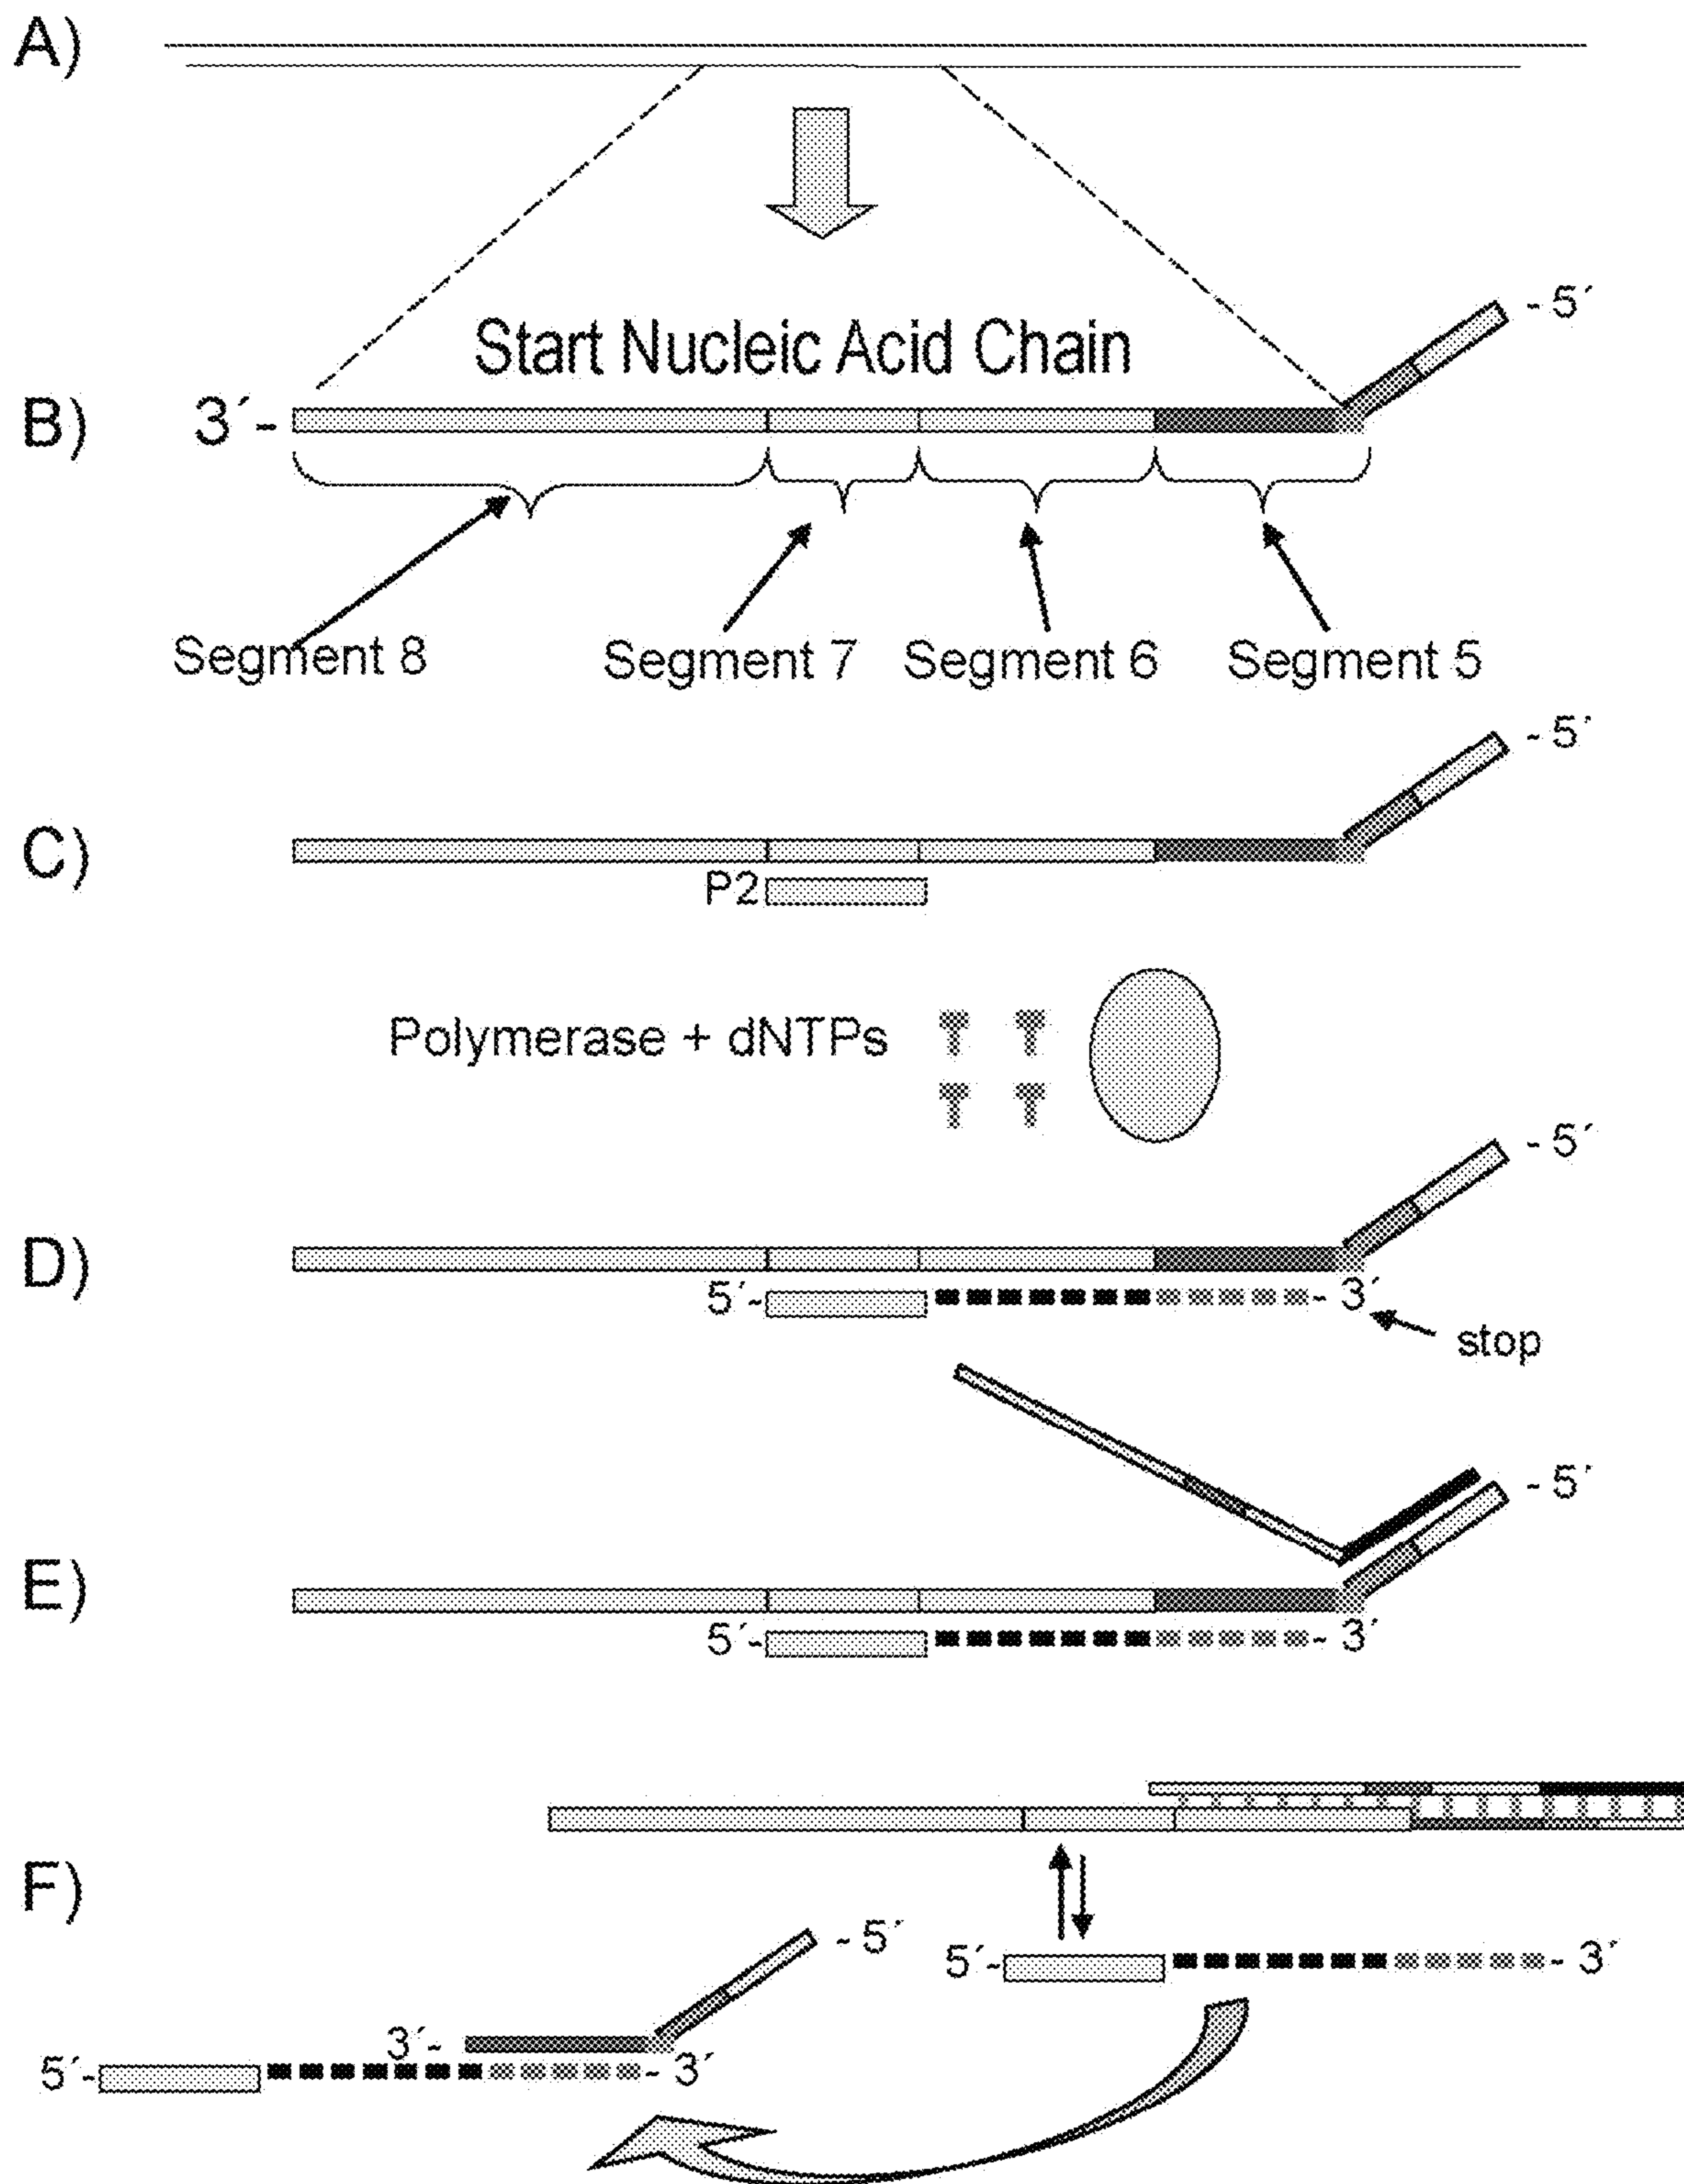 A)
Start Nucleic Acid Chain
- 5´
B) 3´-
Segment 8 Segment 7 Segment 6 Segment 5
- 5´
C)
P2
Polymerase + dNTPs
- 5´
D)
5´- - 3´
stop
- 5´
E)
5´- - 3´
F)
- 5´
5´- - 3´
3´-
5´- - 3´